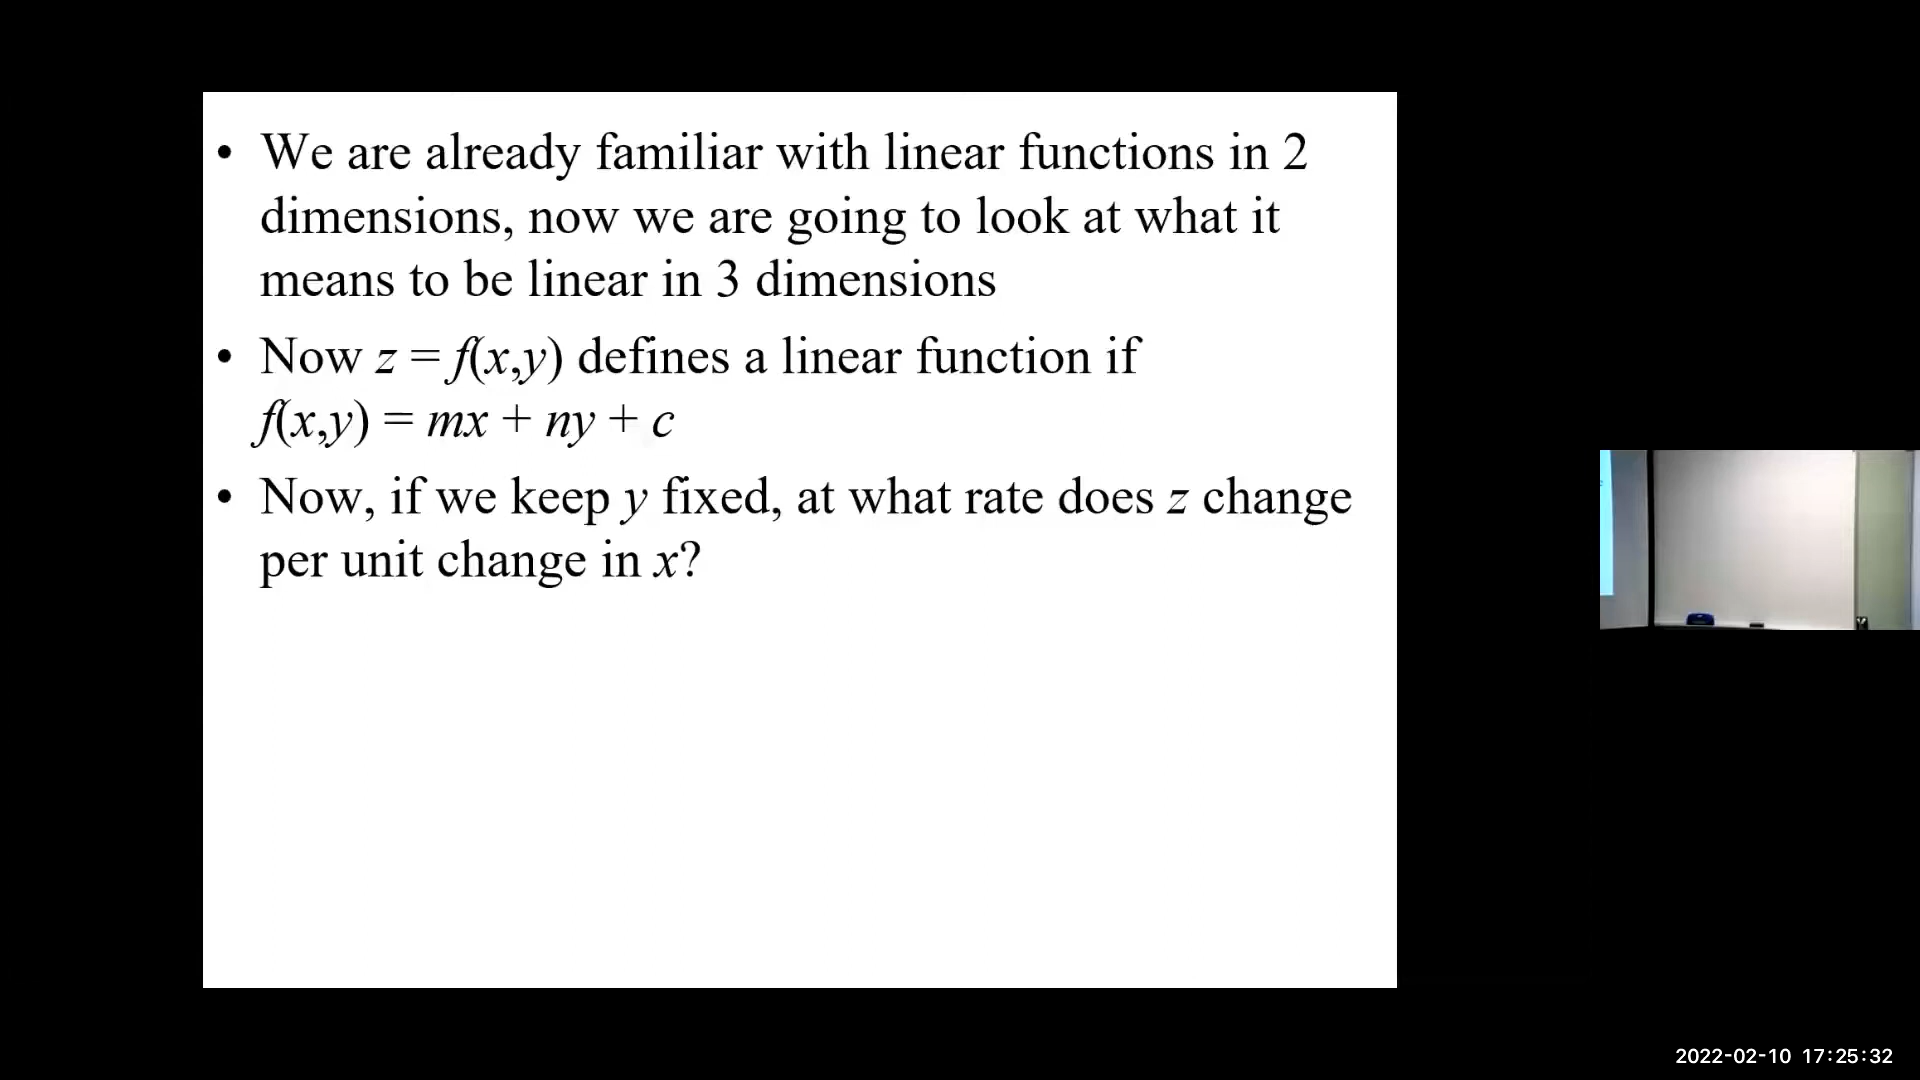 • We are already familiar with linear functions in 2
dimensions, now we are going to look at what it
means to be linear in 3 dimensions
• Now z = f(x,y) defines a linear function if
f(x,y) = mx + ny + c
• Now, if we keep y fixed, at what rate does z change
per unit change in x?
2022-02-10 17:25:32